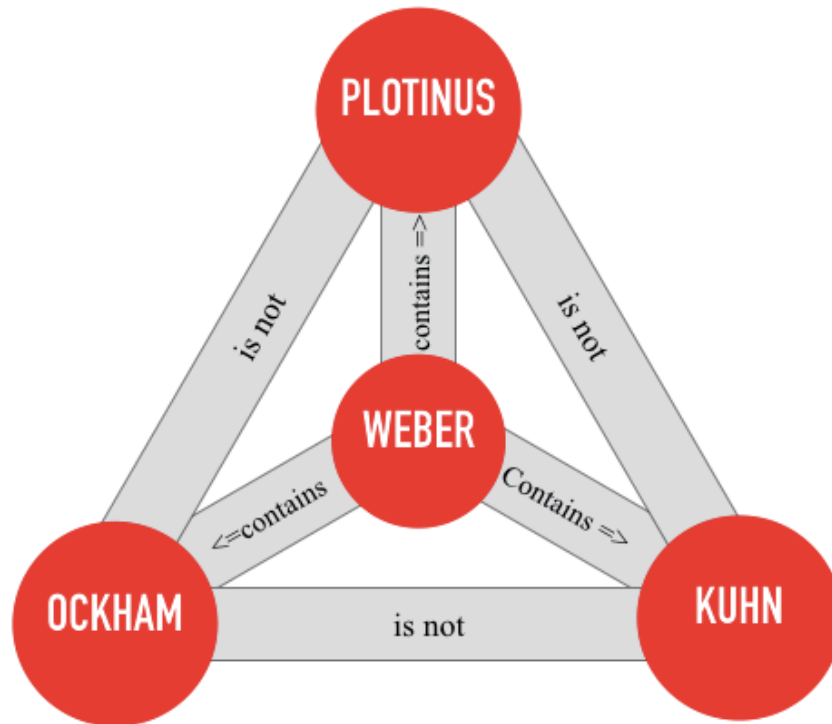 PLOTINUS
contains =>
is not
is not
WEBER
<=contains
Contains =>
OCKHAM
is not
KUHN